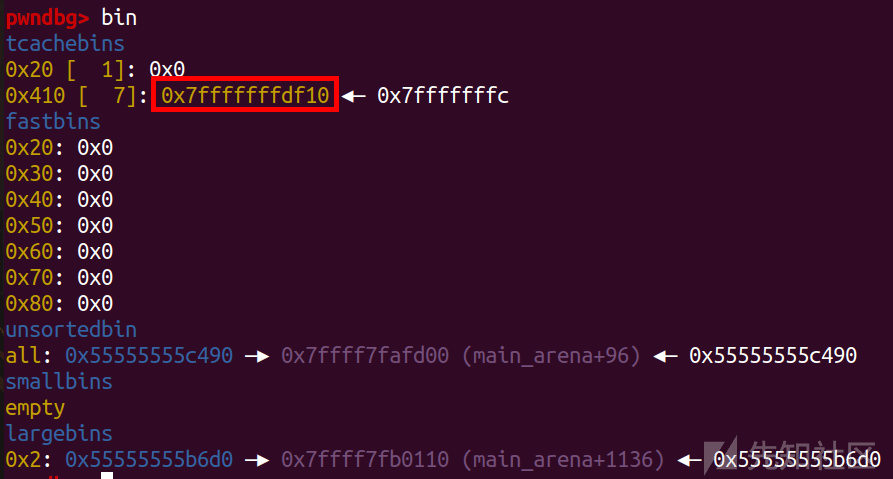 pwndbg> bin
tcachebins
0x20 [  1]: 0x0
0x410 [  7]: 0x7fffffffdf10 ◂— 0x7fffffffc
fastbins
0x20: 0x0
0x30: 0x0
0x40: 0x0
0x50: 0x0
0x60: 0x0
0x70: 0x0
0x80: 0x0
unsortedbin
all: 0x55555555c490 —▸ 0x7ffff7fafd00 (main_arena+96) ◂— 0x55555555c490
smallbins
empty
largebins
0x2: 0x55555555b6d0 —▸ 0x7ffff7fb0110 (main_arena+1136) ◂— 0x55555555b6d0
先知社区